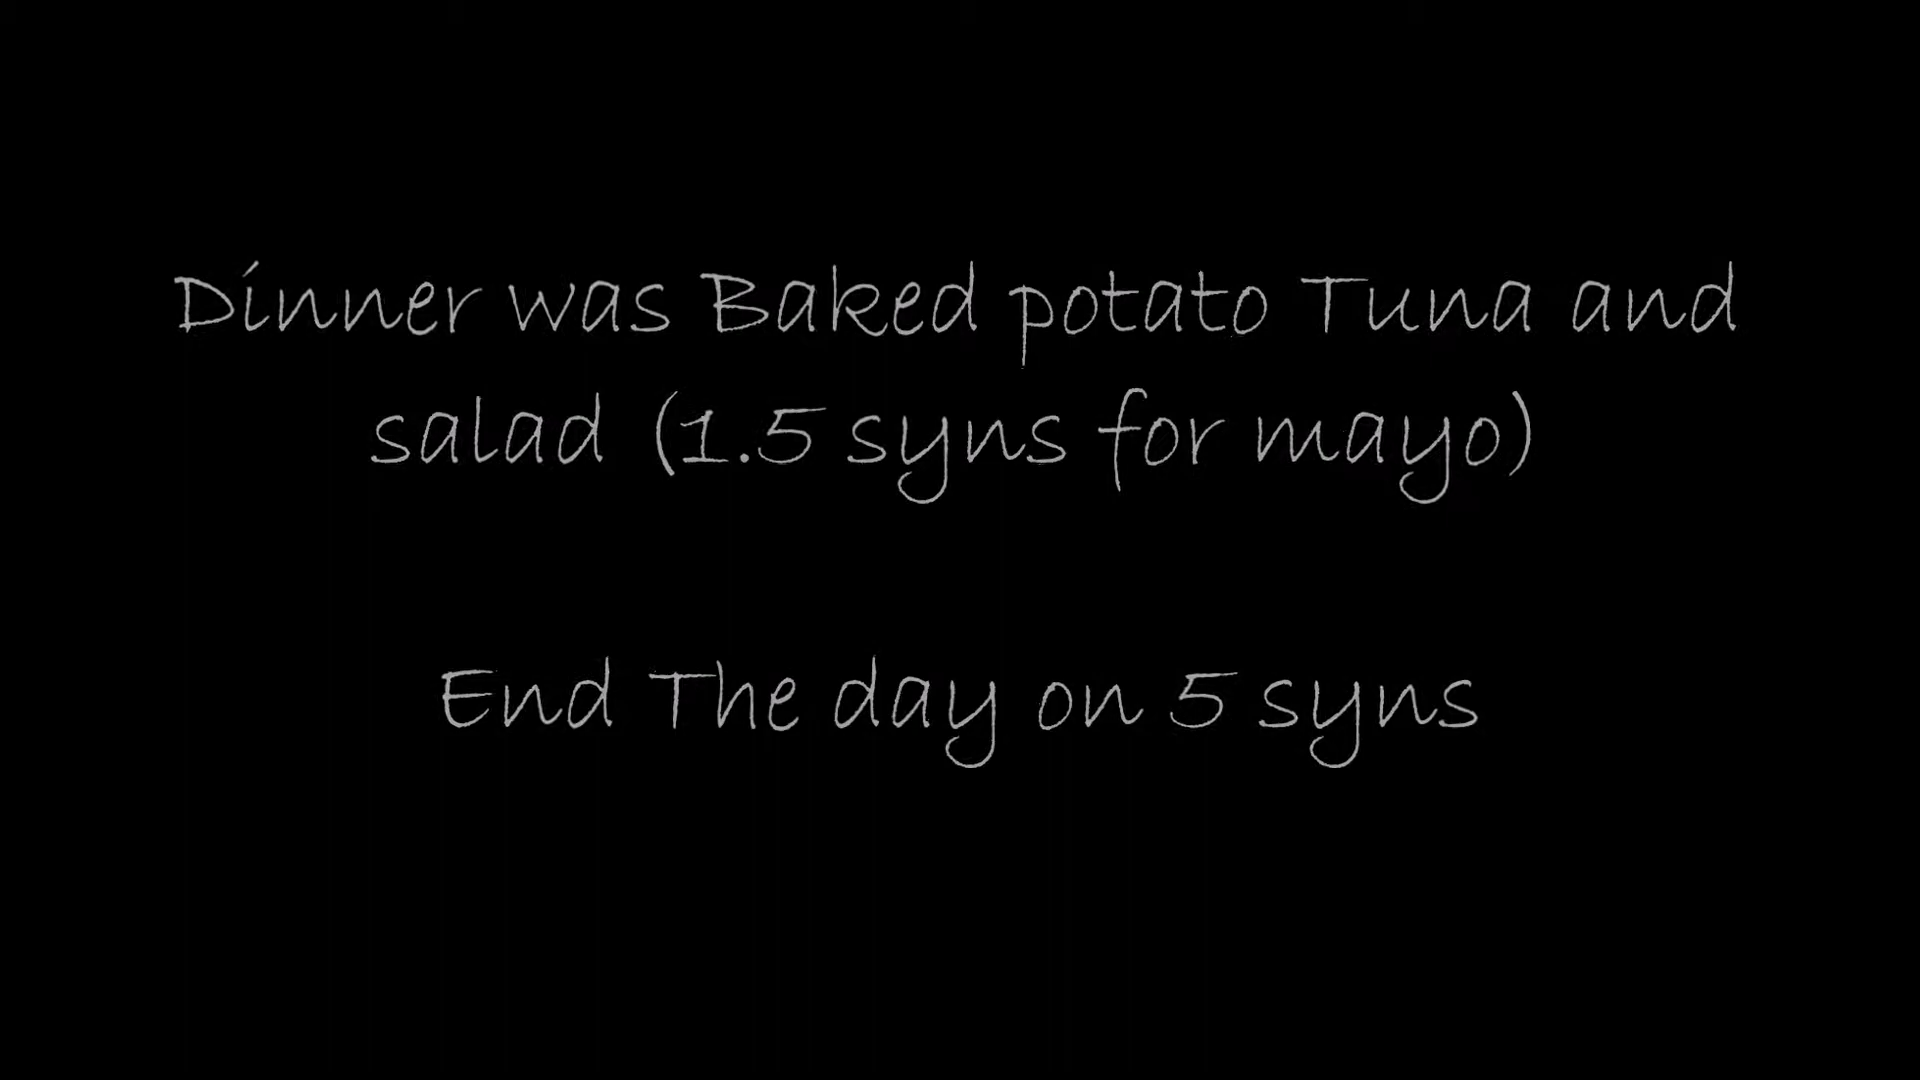 Dinner was Baked potato Tuna and
salad (1.5 syns for mayo)
End The day on 5 syns